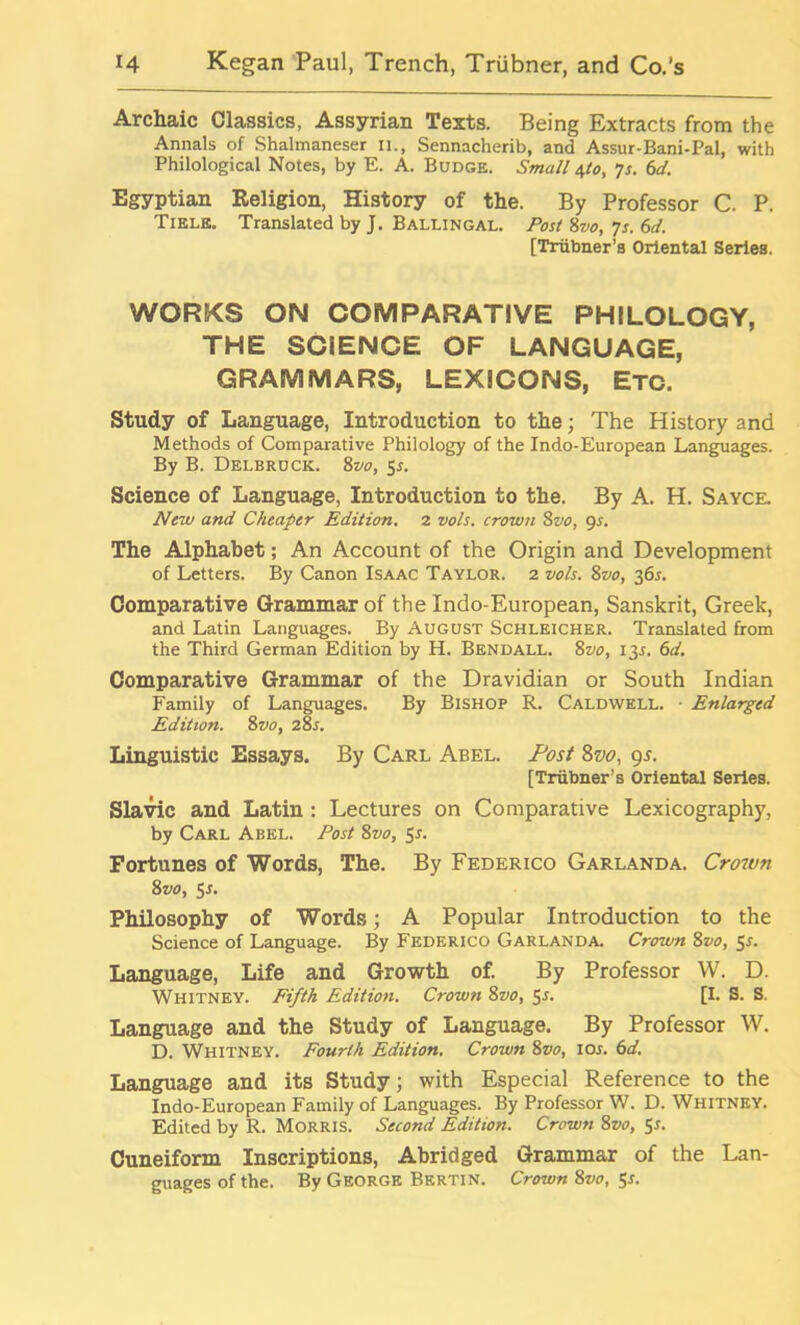 14 Kegan Paul, Trench, Trübner, and Co.'s
Archaic Classics, Assyrian Texts. Being Extracts from the
Annals of Shalmaneser II., Sennacherib, and Assur-Bani-Pal, with
Philological Notes, by E. A. BUDGE. Small 4to, 7s. 6d.
Egyptian Religion, History of the. By Professor C. P.
TIELE. Translated by J. BALLINGAL. Post 8vo, 7s. 6d.
[Trübner's Oriental Series.
WORKS ON COMPARATIVE PHILOLOGY,
THE SCIENCE OF LANGUAGE,
GRAMMARS, LEXICONS, ETC.
Study of Language, Introduction to the; The History and
Methods of Comparative Philology of the Indo-European Languages.
By B. DELBRUCK. 8vo, 5s.
Science of Language, Introduction to the. By A. H. SAYCE.
New and Cheaper Edition. 2 vols. crown 8vo, 9s.
The Alphabet; An Account of the Origin and Development
of Letters. By Canon ISAAC TAYLOR. 2 vols. 8vo, 36s.
Comparative Grammar of the Indo-European, Sanskrit, Greek,
and Latin Languages. By AUGUST SCHLEICHER. Translated from
the Third German Edition by H. BENDALL. 8vo, 13s. 6d.
Comparative Grammar of the Dravidian or South Indian
Family of Languages. By BISHOP R. CALDWELL. Enlarged
Edition. 8vo, 28s.
Linguistic Essays. By CARL ABEL. Post 8vo, 9s.
[Trübner's Oriental Series.
Slavic and Latin: Lectures on Comparative Lexicography,
by CARL ABEL. Post 8vo, 5s.
Fortunes of Words, The. By FEDERICO GARLANDA. Crown
8vo, 5s.
Philosophy of Words; A Popular Introduction to the
Science of Language. By FEDERICO GARLANDA. Crown 8vo, 5s.
Language, Life and Growth of. By Professor W. D.
WHITNEY. Fifth Edition. Crown 8vo, 5s. [I. S. S.
Language and the Study of Language. By Professor W.
D. WHITNEY. Fourth Edition. Crown 8vo, 10s. 6d.
Language and its Study; with Especial Reference to the
Indo-European Family of Languages. By Professor W. D. WHITNEY.
Edited by R. MORRIS. Second Edition. Crown 8vo, 5s.
Cuneiform Inscriptions, Abridged Grammar of the Lan-
guages of the. By GEORGE BERTIN. Crown 8vo, 5s.